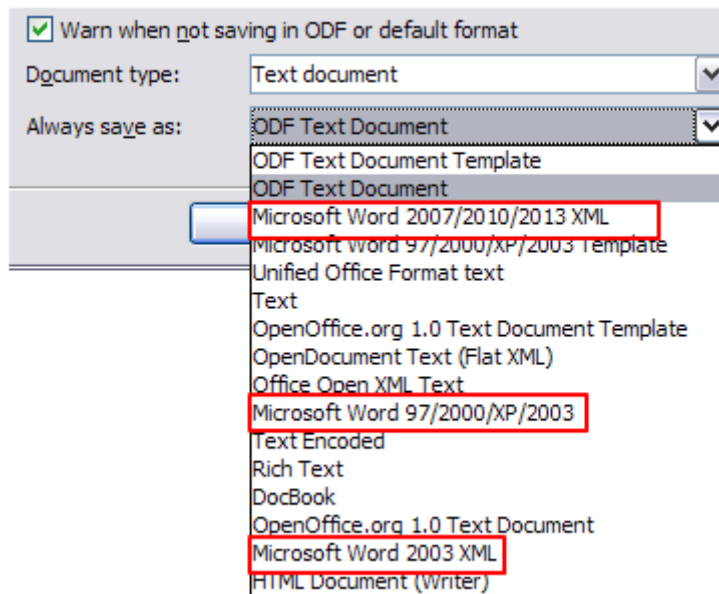 Warn when not saving in ODF or default format
Document type: Text document
Always save as: ODF Text Document
ODF Text Document Template
ODF Text Document
Microsoft Word 2007/2010/2013 XML
Microsoft Word 97/2000/XP/2003 Template
Unified Office Format text
Text
OpenOffice.org 1.0 Text Document Template
OpenDocument Text (Flat XML)
Office Open XML Text
Microsoft Word 97/2000/XP/2003
Text Encoded
Rich Text
DocBook
OpenOffice.org 1.0 Text Document
Microsoft Word 2003 XML
HTML Document (Writer)